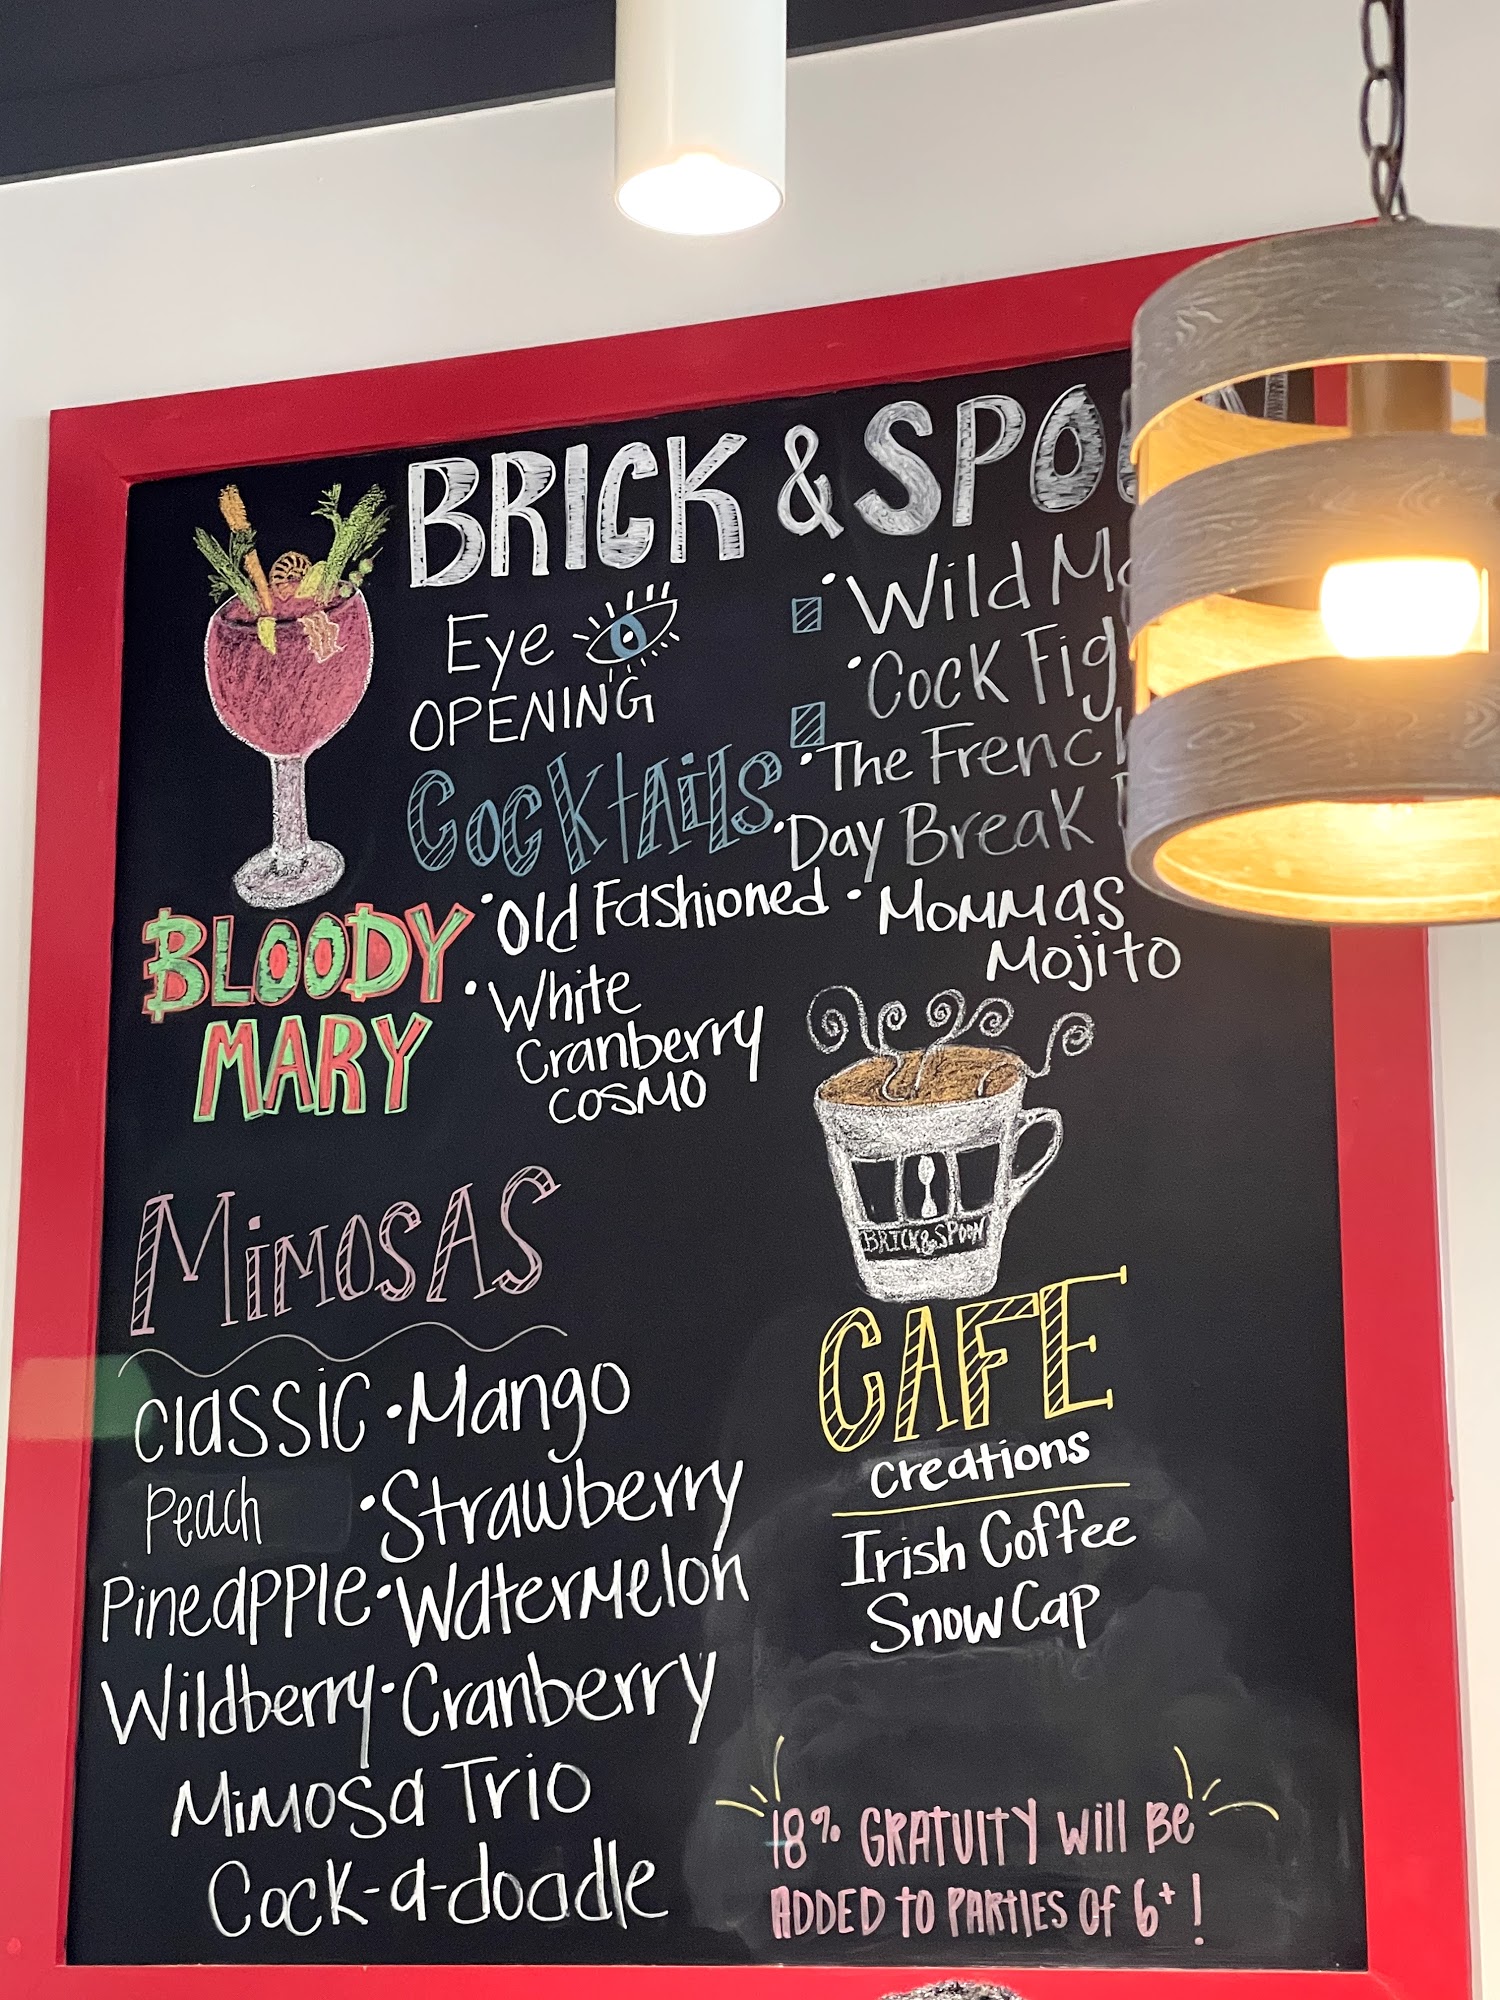 BRICK & SPOO
Eye
OPENING
Cocktails
• Wild
• Cock Fig
• The French
• Day Break
• Old Fashioned • Mommas
Mojito
• White
Cranberry
COSMO
BLOODY
MARY
BRICK & SPOON
MimosAS
Classic • Mango
Peach • Strawberry
Pineapple • Watermelon
Wildberry • Cranberry
Mimosa Trio
Cock-a-doodle
CAFE
Creations
Irish Coffee
Snow Cap
18% GRATUITY will BE
ADDED to PARTIES OF 6+!